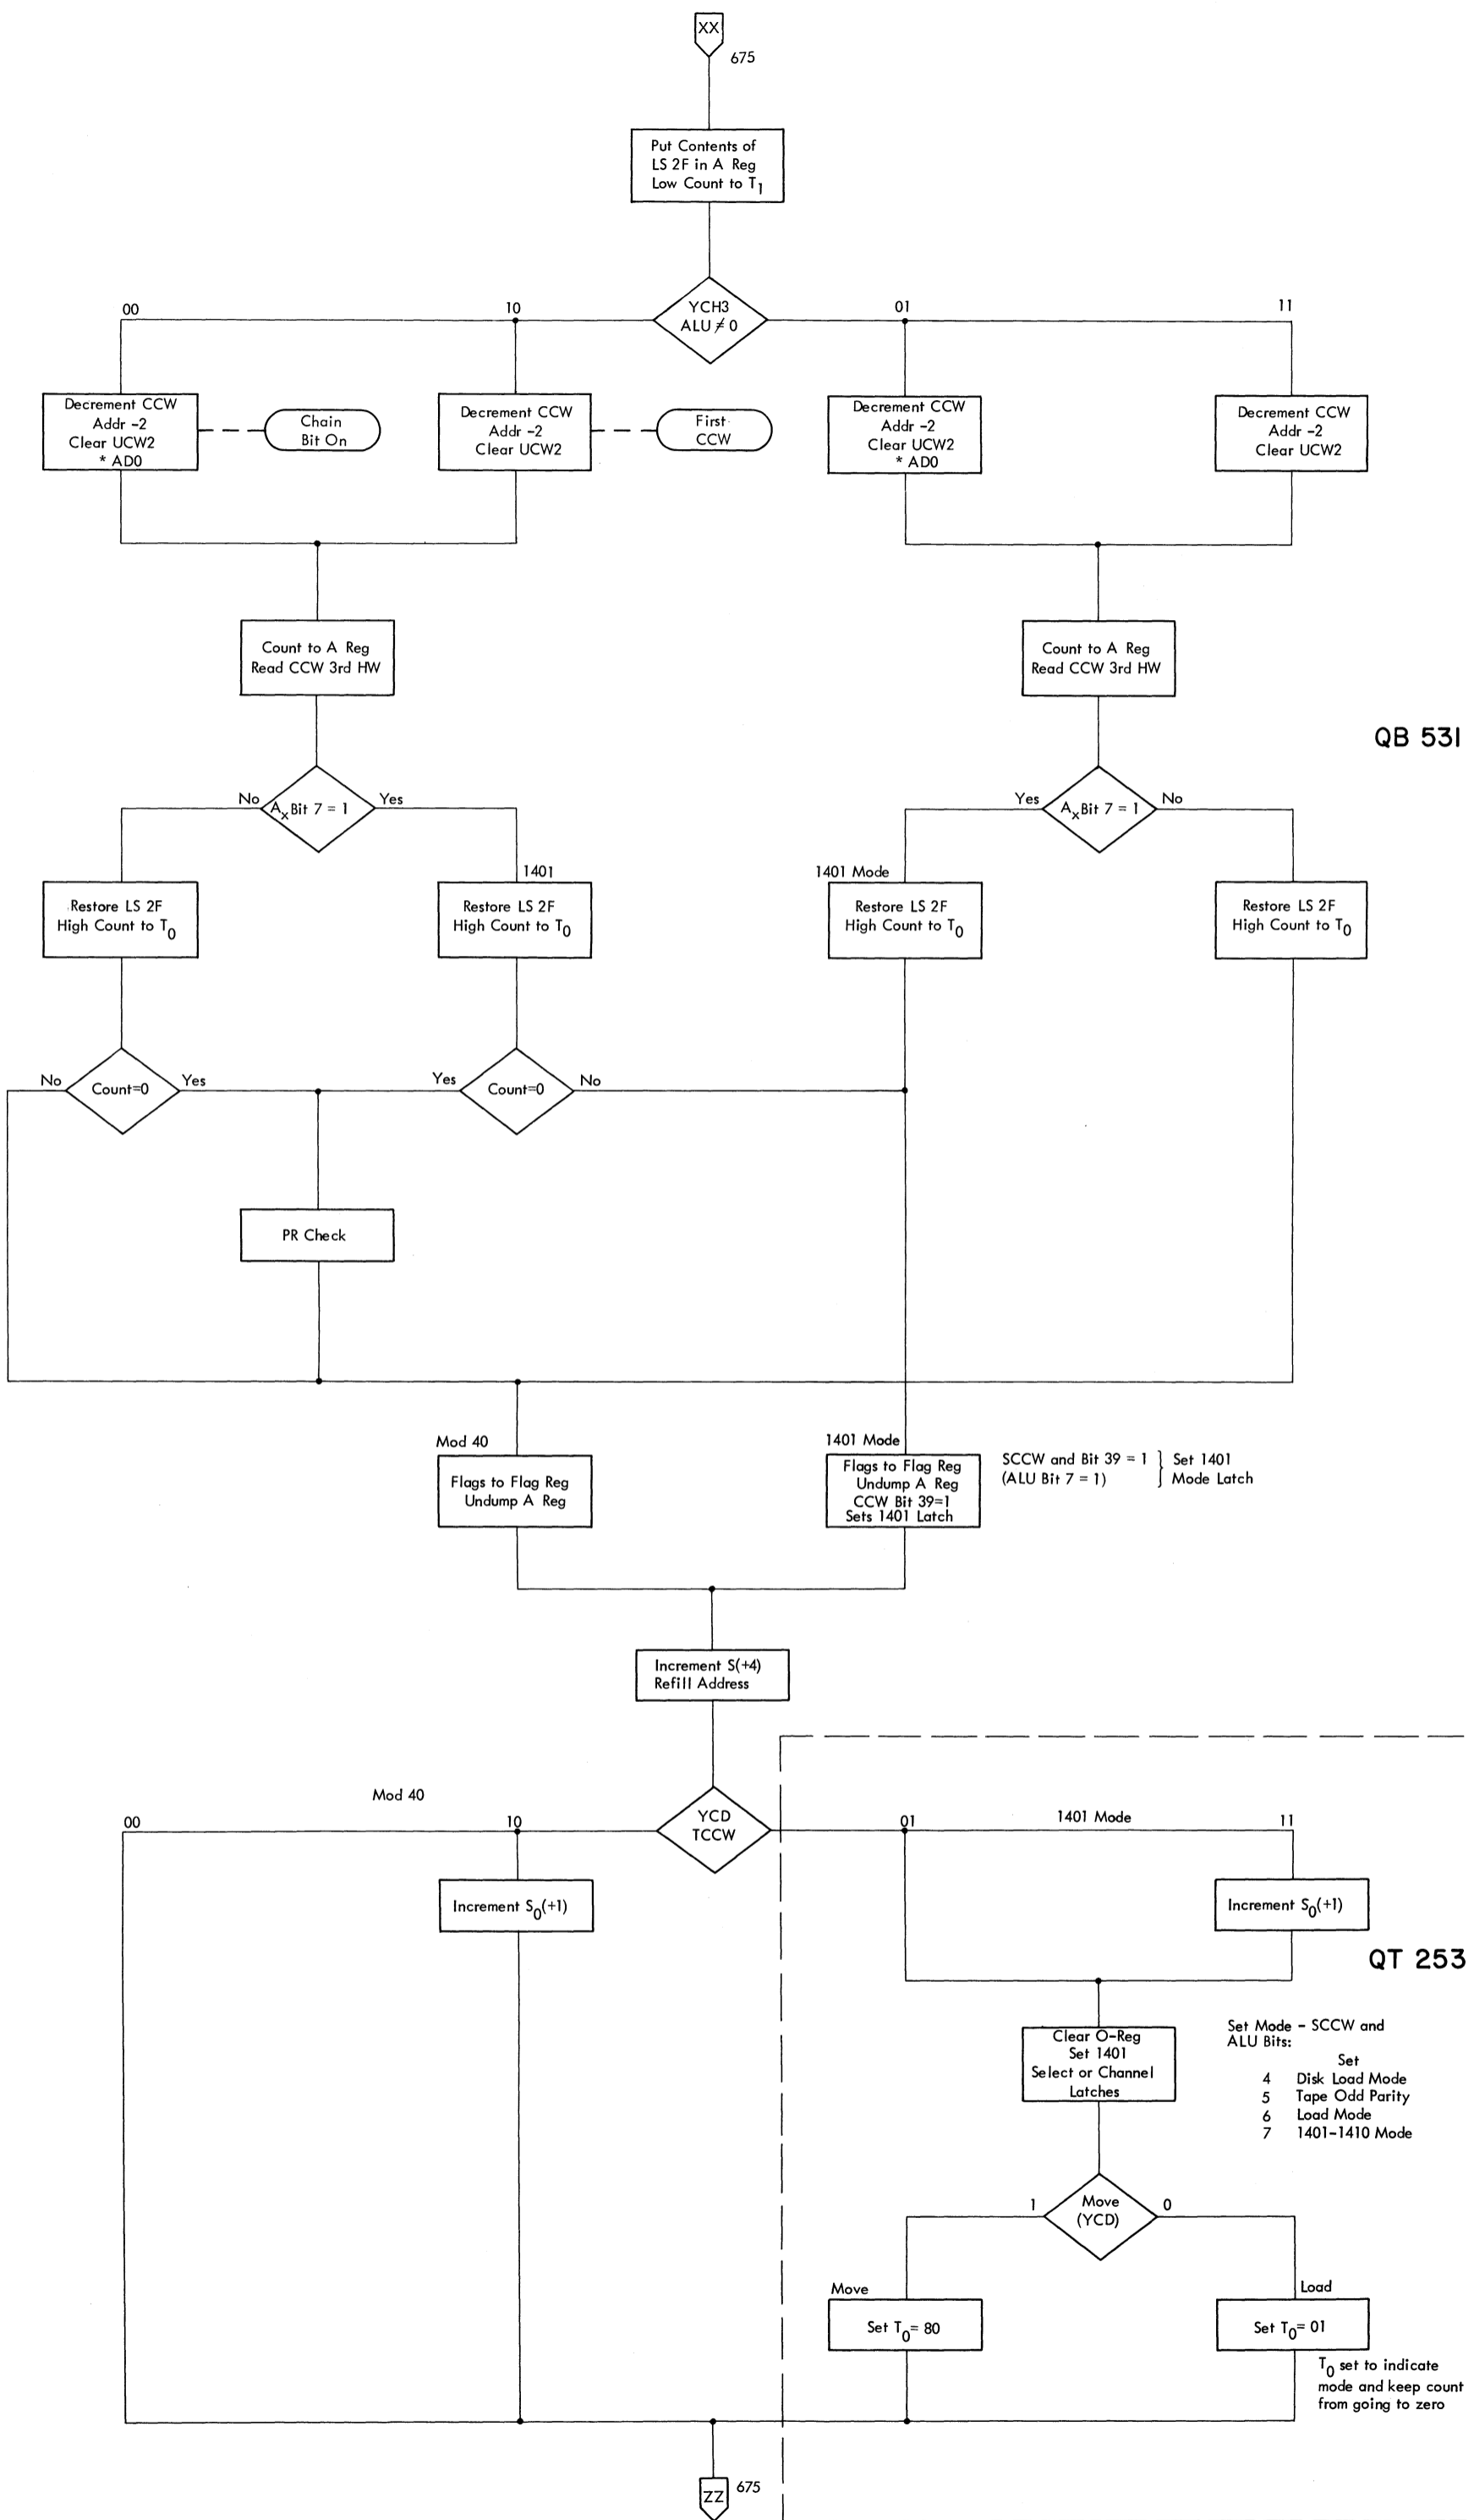 XX
675
Put Contents of
LS 2F in A Reg
Low Count to T1
YCH3
ALU ≠ 0
00
10
01
11
Decrement CCW
Addr -2
Clear UCW2
* AD0
Chain
Bit On
Decrement CCW
Addr -2
Clear UCW2
First
CCW
Decrement CCW
Addr -2
Clear UCW2
* AD0
Decrement CCW
Addr -2
Clear UCW2
Count to A Reg
Read CCW 3rd HW
Count to A Reg
Read CCW 3rd HW
QB 531
No
Ax Bit 7 = 1
Yes
Yes
Ax Bit 7 = 1
No
1401
1401 Mode
Restore LS 2F
High Count to T0
Restore LS 2F
High Count to T0
Restore LS 2F
High Count to T0
Restore LS 2F
High Count to T0
No
Count=0
Yes
Yes
Count=0
No
PR Check
Mod 40
Flags to Flag Reg
Undump A Reg
1401 Mode
Flags to Flag Reg
Undump A Reg
CCW Bit 39=1
Sets 1401 Latch
SCCW and Bit 39 = 1 } Set 1401
(ALU Bit 7 = 1) Mode Latch
Increment S(+4)
Refill Address
Mod 40
YCD
TCCW
00
10
01
1401 Mode
11
Increment S0(+1)
Increment S0(+1)
QT 253
Clear O-Reg
Set 1401
Select or Channel
Latches
Set Mode - SCCW and
ALU Bits:
Set
4 Disk Load Mode
5 Tape Odd Parity
6 Load Mode
7 1401-1410 Mode
1
Move
(YCD)
0
Move
Load
Set T0= 80
Set T0= 01
T0 set to indicate
mode and keep count
from going to zero
ZZ
675